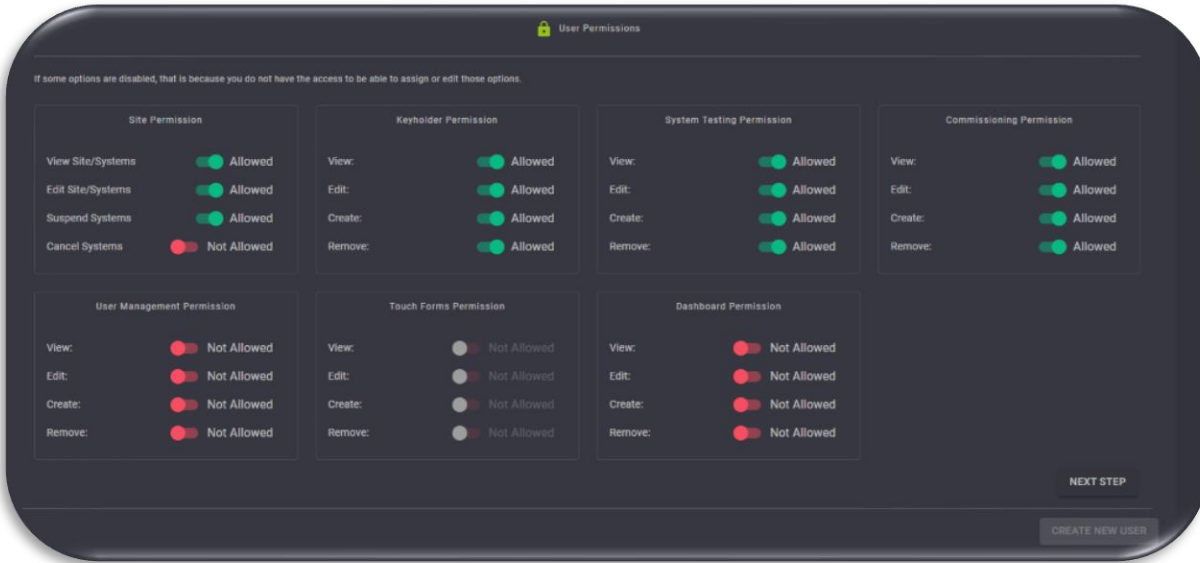 User Permissions
If some options are disabled, that is because you do not have the access to be able to assign or edit those options.
Site Permission
View Site/Systems Allowed
Edit Site/Systems Allowed
Suspend Systems Allowed
Cancel Systems Not Allowed
Keyholder Permission
View: Allowed
Edit: Allowed
Create: Allowed
Remove: Allowed
System Testing Permission
View: Allowed
Edit: Allowed
Create: Allowed
Remove: Allowed
Commissioning Permission
View: Allowed
Edit: Allowed
Create: Allowed
Remove: Allowed
User Management Permission
View: Not Allowed
Edit: Not Allowed
Create: Not Allowed
Remove: Not Allowed
Touch Forms Permission
View: Not Allowed
Edit: Not Allowed
Create: Not Allowed
Remove: Not Allowed
Dashboard Permission
View: Not Allowed
Edit: Not Allowed
Create: Not Allowed
Remove: Not Allowed
NEXT STEP
CREATE NEW USER